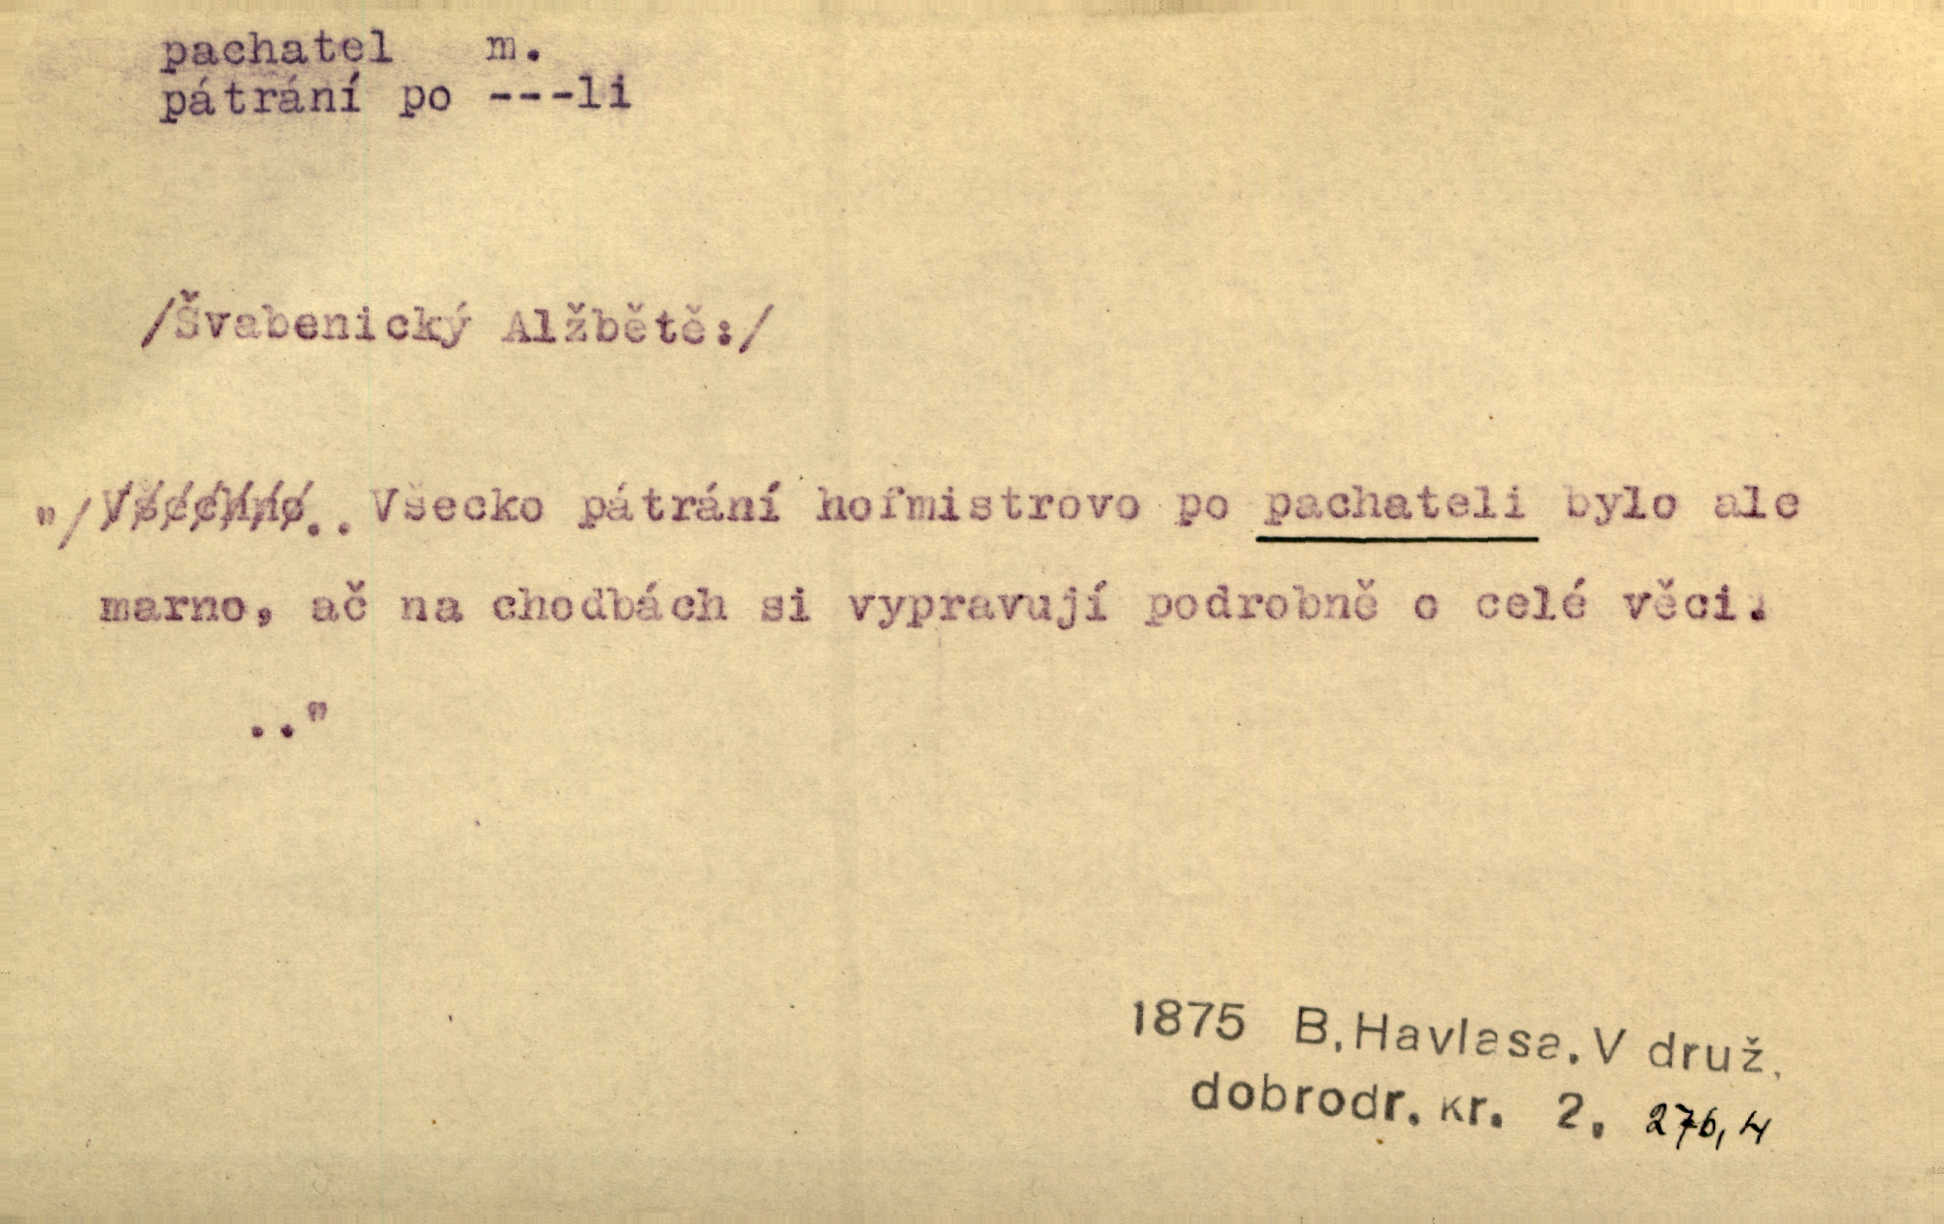 pachatel m.
pátrání po ---li
/Švabenický Alžbětě:/
"/Všechno.. Všecko pátrání hofmistrovo po pachateli bylo ale
marno, ač na chodbách si vypravují podrobně o celé věci.
.."
1875 B. Havlasa. V druž.
dobrodr. kr. 2. 276, 4